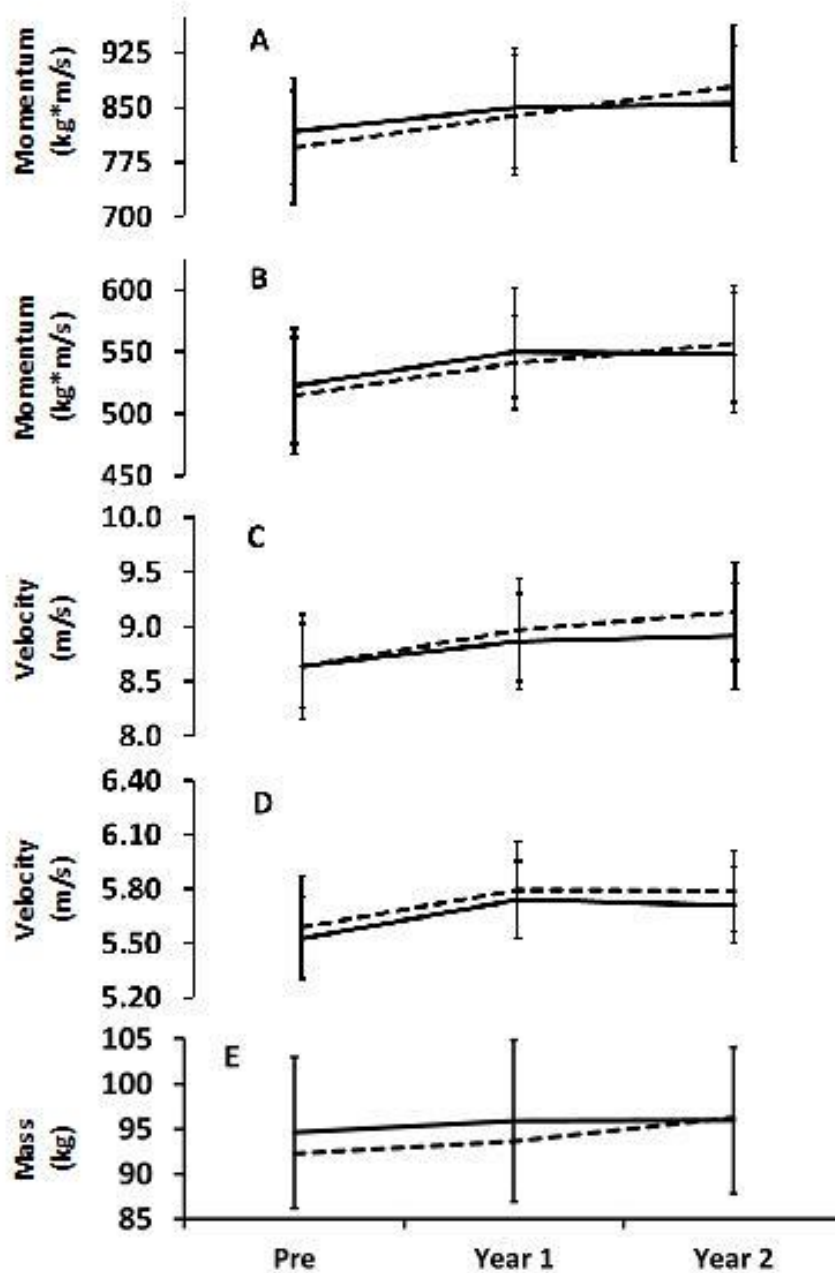 A
Momentum
(kg*m/s)
925
850
775
700
B
Momentum
(kg*m/s)
600
550
500
450
C
Velocity
(m/s)
10.0
9.5
9.0
8.5
8.0
D
Velocity
(m/s)
6.40
6.10
5.80
5.50
5.20
E
Mass
(kg)
105
100
95
90
85
Pre Year 1 Year 2